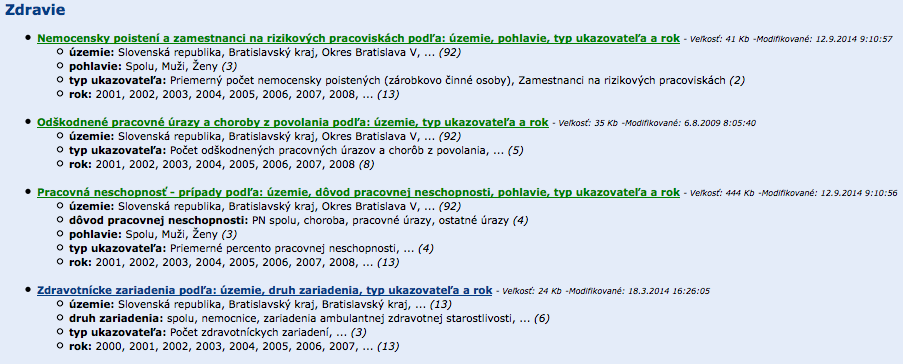 Zdravie
Nemocensky poistení a zamestnanci na rizikových pracoviskách podľa: územie, pohlavie, typ ukazovateľa a rok - Veľkosť: 41 Kb -Modifikované: 12.9.2014 9:10:57
územie: Slovenská republika, Bratislavský kraj, Okres Bratislava V, ... (92)
pohlavie: Spolu, Muži, Ženy (3)
typ ukazovateľa: Priemerný počet nemocensky poistených (zárobkovo činné osoby), Zamestnanci na rizikových pracoviskách (2)
rok: 2001, 2002, 2003, 2004, 2005, 2006, 2007, 2008, ... (13)
Odškodnené pracovné úrazy a choroby z povolania podľa: územie, typ ukazovateľa a rok - Veľkosť: 35 Kb -Modifikované: 6.8.2009 8:05:40
územie: Slovenská republika, Bratislavský kraj, Okres Bratislava V, ... (92)
typ ukazovateľa: Počet odškodnených pracovných úrazov a chorôb z povolania, ... (5)
rok: 2001, 2002, 2003, 2004, 2005, 2006, 2007, 2008 (8)
Pracovná neschopnosť - prípady podľa: územie, dôvod pracovnej neschopnosti, pohlavie, typ ukazovateľa a rok - Veľkosť: 444 Kb -Modifikované: 12.9.2014 9:10:56
územie: Slovenská republika, Bratislavský kraj, Okres Bratislava V, ... (92)
dôvod pracovnej neschopnosti: PN spolu, choroba, pracovné úrazy, ostatné úrazy (4)
pohlavie: Spolu, Muži, Ženy (3)
typ ukazovateľa: Priemerné percento pracovnej neschopnosti, ... (4)
rok: 2001, 2002, 2003, 2004, 2005, 2006, 2007, 2008, ... (13)
Zdravotnícke zariadenia podľa: územie, druh zariadenia, typ ukazovateľa a rok - Veľkosť: 24 Kb -Modifikované: 18.3.2014 16:26:05
územie: Slovenská republika, Bratislavský kraj, Bratislavský kraj, ... (13)
druh zariadenia: spolu, nemocnice, zariadenia ambulantnej zdravotnej starostlivosti, ... (6)
typ ukazovateľa: Počet zdravotníckych zariadení, ... (3)
rok: 2000, 2001, 2002, 2003, 2004, 2005, 2006, 2007, ... (13)